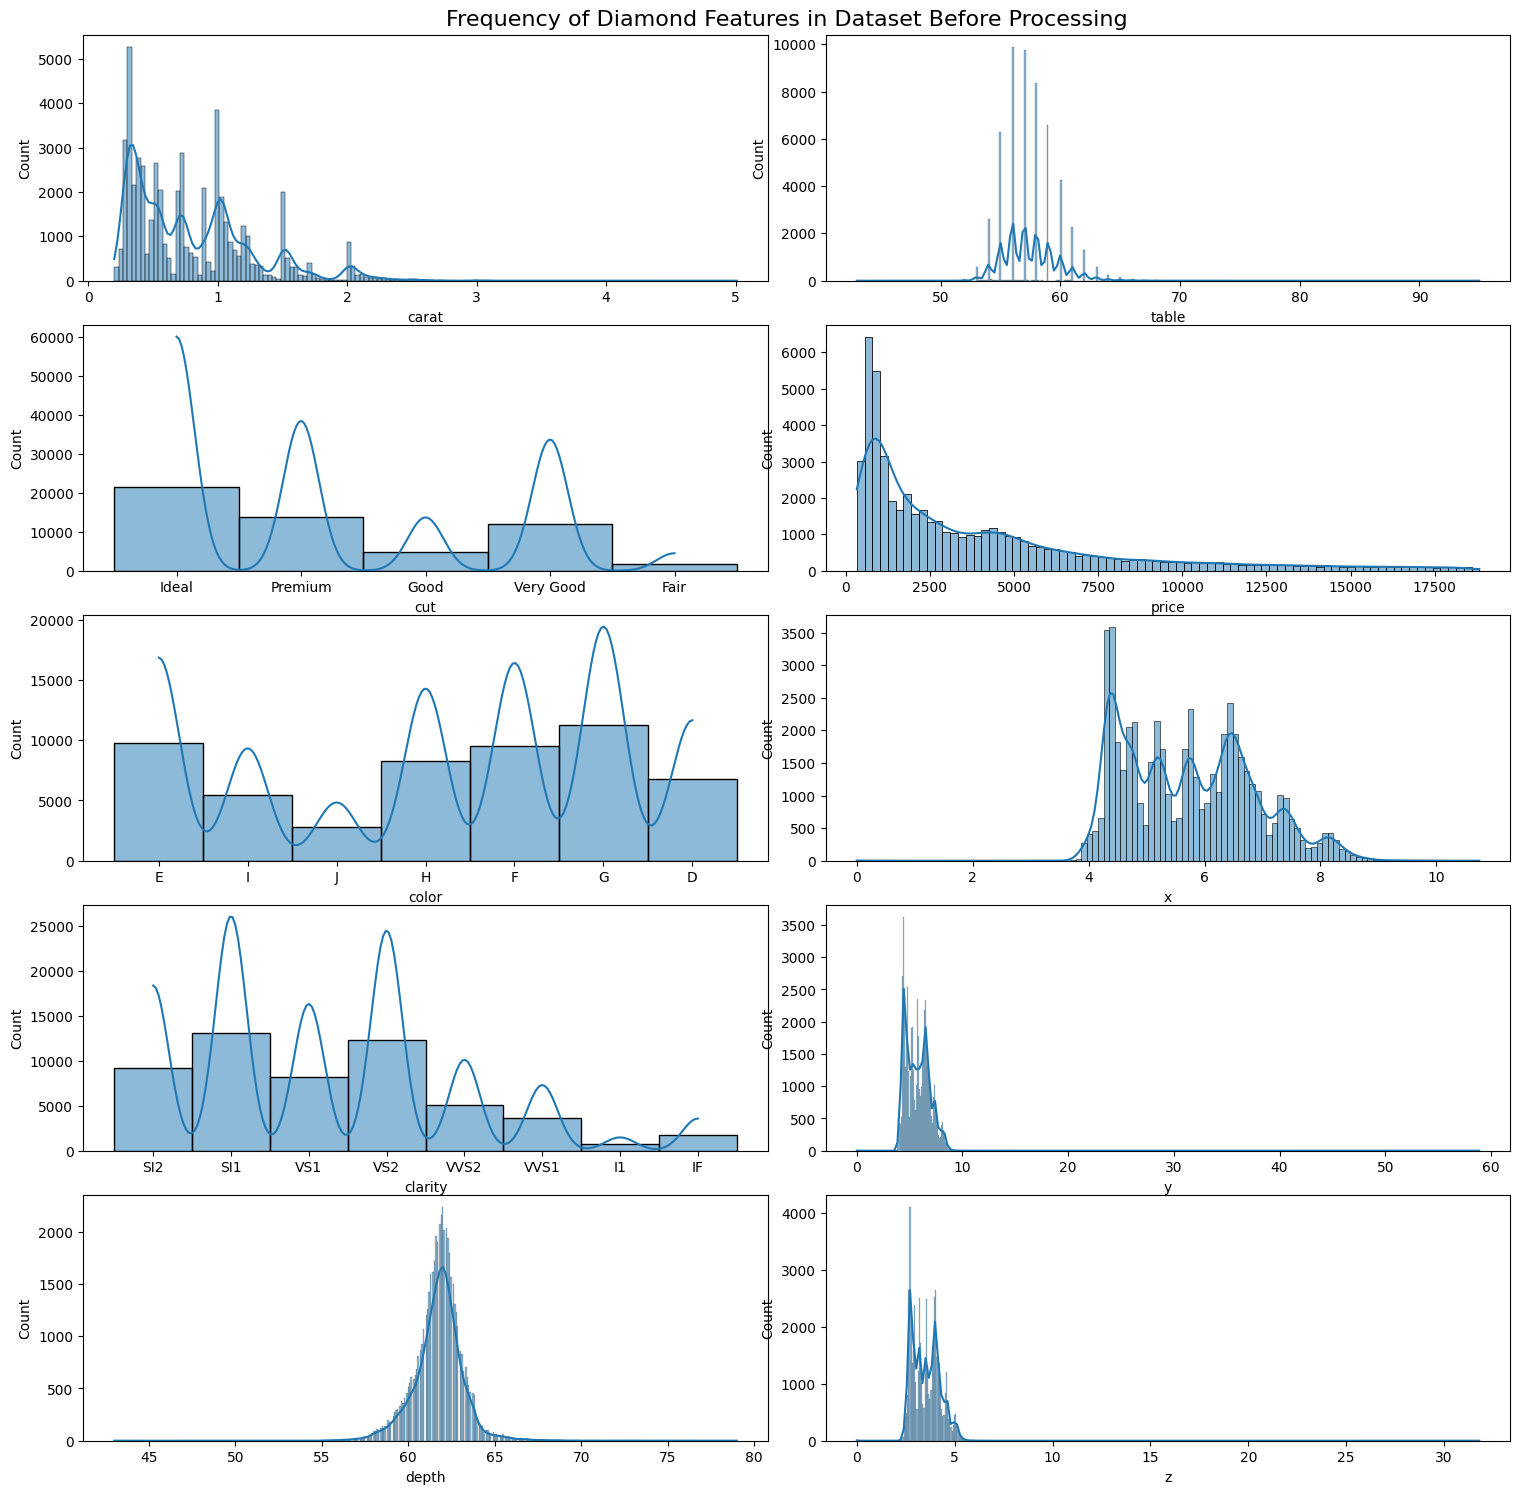 Frequency of Diamond Features in Dataset Before Processing
5000
4000
3000
2000
1000
0
Count
0 1 2 3 4 5
carat
10000
8000
6000
4000
2000
0
Count
50 60 70 80 90
table
60000
50000
40000
30000
20000
10000
0
Count
Ideal Premium Good Very Good Fair
cut
6000
5000
4000
3000
2000
1000
0
Count
0 2500 5000 7500 10000 12500 15000 17500
price
20000
15000
10000
5000
0
Count
E I J H F G D
color
3500
3000
2500
2000
1500
1000
500
0
Count
0 2 4 6 8 10
x
25000
20000
15000
10000
5000
0
Count
SI2 SI1 VS1 VS2 VVS2 VVS1 I1 IF
clarity
3500
3000
2500
2000
1500
1000
500
0
Count
0 10 20 30 40 50 60
y
2000
1500
1000
500
0
Count
45 50 55 60 65 70 75 80
depth
4000
3000
2000
1000
0
Count
0 5 10 15 20 25 30
z